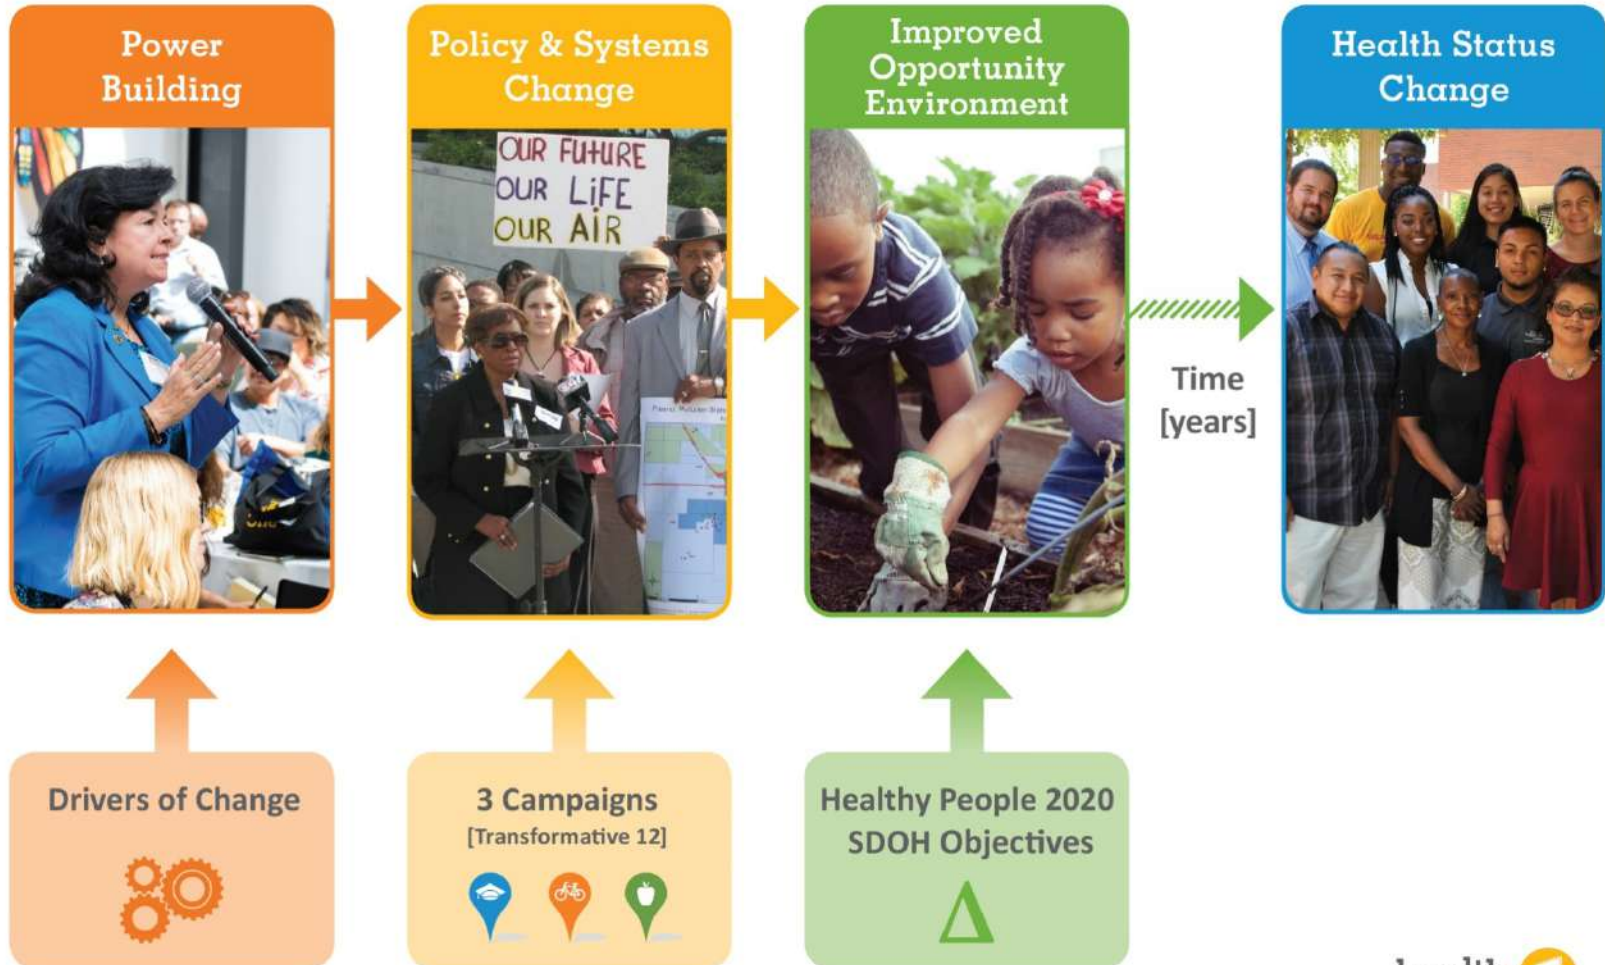 Power
Building
Policy & Systems
Change
Improved
Opportunity
Environment
Health Status
Change
OUR FUTURE
OUR LiFE
OUR AiR
Time
[years]
Drivers of Change
3 Campaigns
[Transformative 12]
Healthy People 2020
SDOH Objectives
Δ